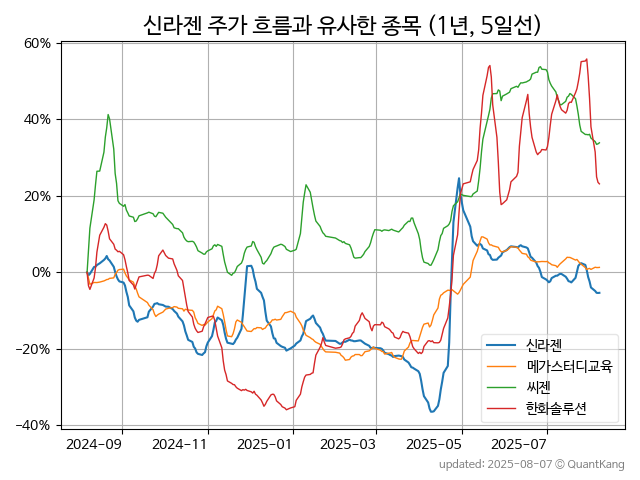 신라젠 주가 흐름과 유사한 종목 (1년, 5일선)
60%
40%
20%
0%
−20%
−40%
신라젠
메가스터디교육
씨젠
한화솔루션
2024-09 2024-11 2025-01 2025-03 2025-05 2025-07
updated: 2025-08-07 © QuantKang